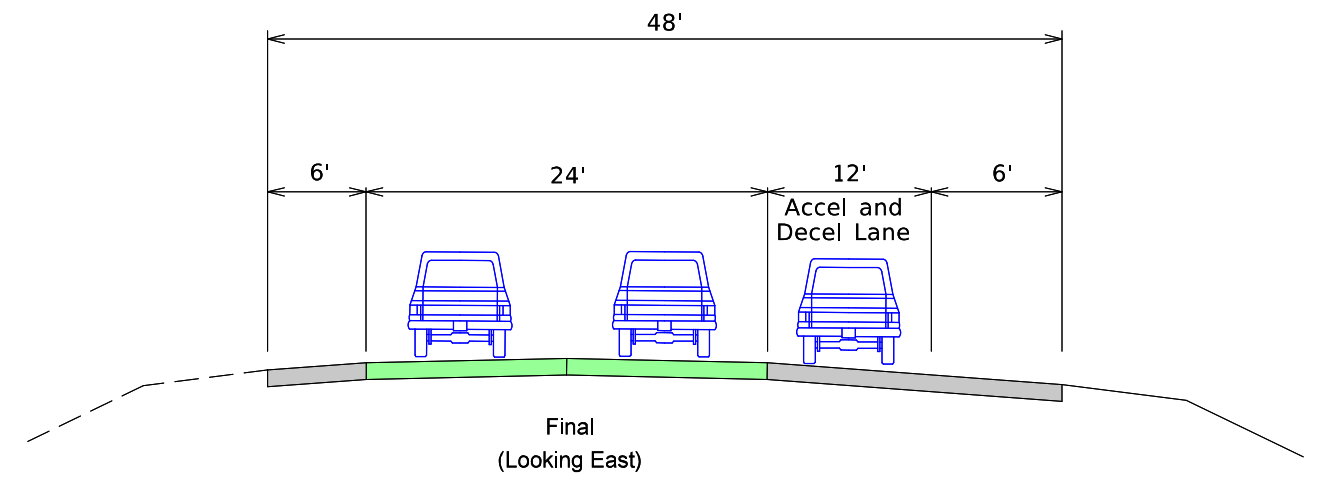 48'
6'
24'
12'
6'
Accel and
Decel Lane
Final
(Looking East)